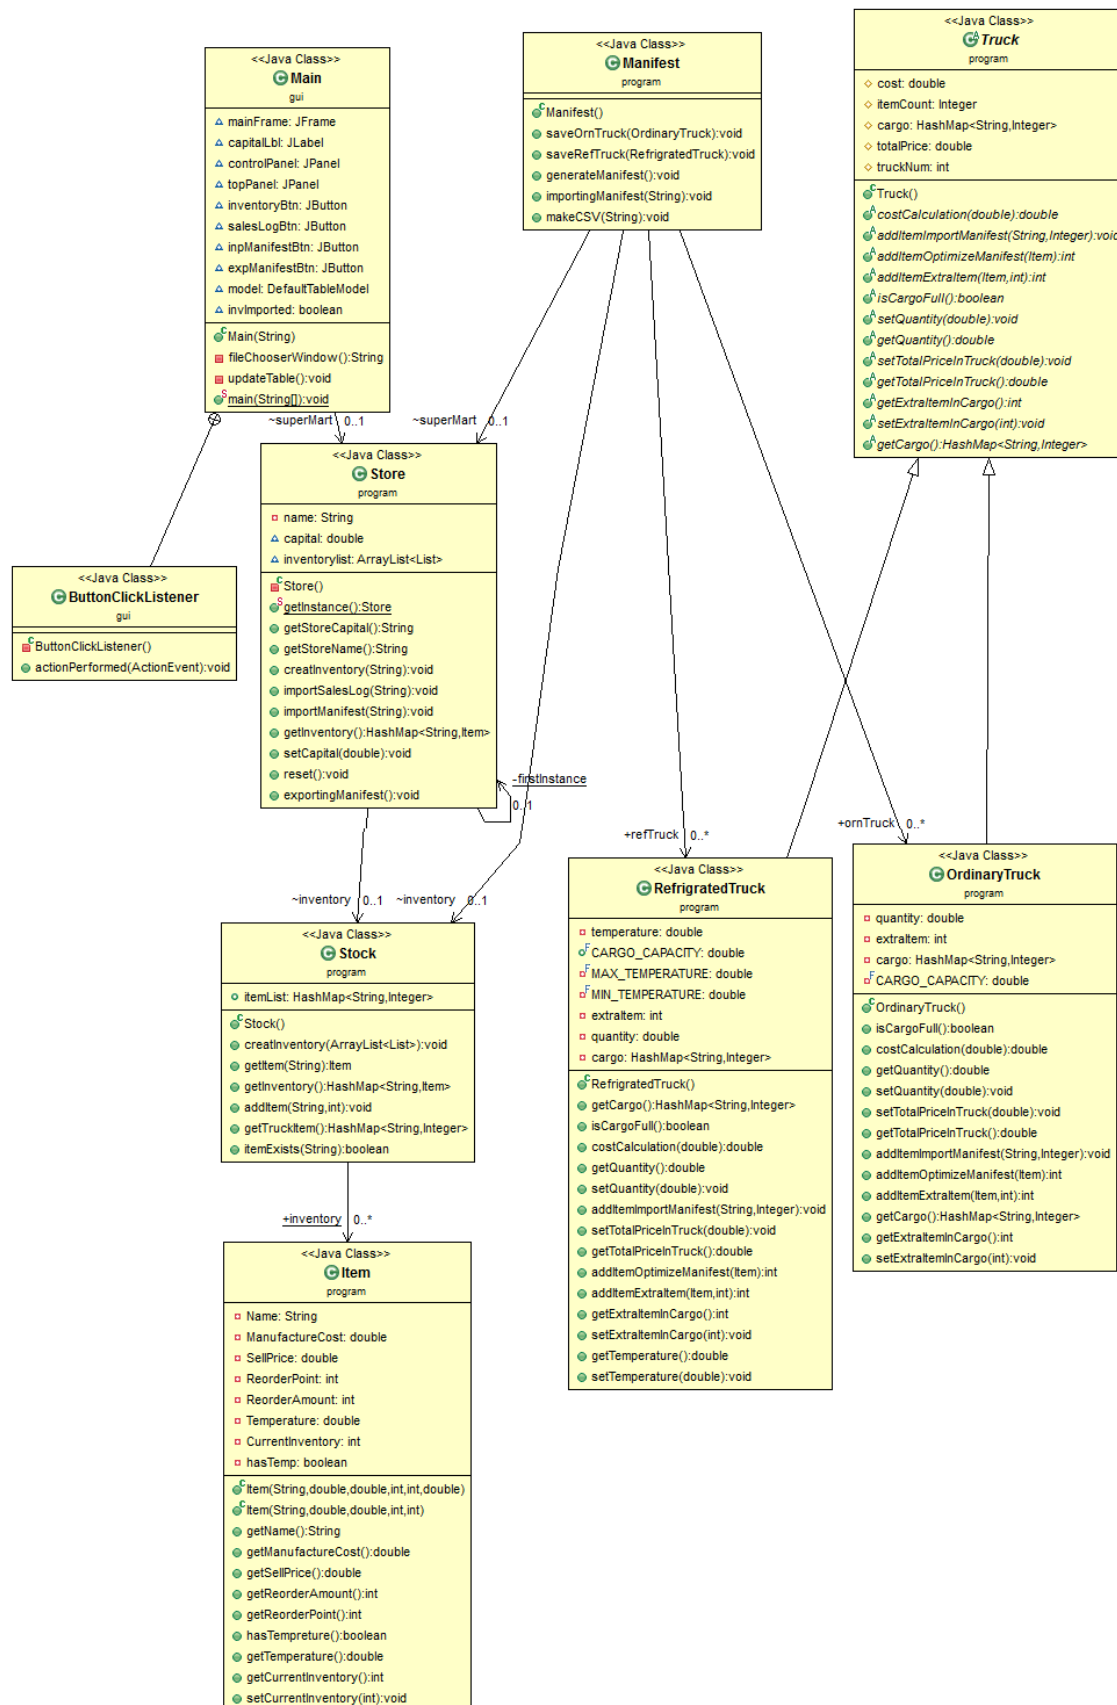 <<Java Class>>
Main
gui
mainFrame: JFrame
capitalLbl: JLabel
controlPanel: JPanel
topPanel: JPanel
inventoryBtn: JButton
salesLogBtn: JButton
inpManifestBtn: JButton
expManifestBtn: JButton
model: DefaultTableModel
invImported: boolean
Main(String)
fileChooserWindow():String
updateTable():void
main(String[]):void
<<Java Class>>
Manifest
program
Manifest()
saveOrnTruck(OrdinaryTruck):void
saveRefTruck(RefrigratedTruck):void
generateManifest():void
importingManifest(String):void
makeCSV(String):void
<<Java Class>>
Truck
program
cost: double
itemCount: Integer
cargo: HashMap<String,Integer>
totalPrice: double
truckNum: int
Truck()
costCalculation(double):double
addItemImportManifest(String,Integer):void
addItemOptimizeManifest(Item):int
addItemExtraItem(Item,int):int
isCargoFull():boolean
setQuantity(double):void
getQuantity():double
setTotalPriceInTruck(double):void
getTotalPriceInTruck():double
getExtraItemInCargo():int
setExtraItemInCargo(int):void
getCargo():HashMap<String,Integer>
~superMart 0..1
~superMart 0..1
<<Java Class>>
Store
program
name: String
capital: double
inventorylist: ArrayList<List>
Store()
getInstance():Store
getStoreCapital():String
getStoreName():String
creatInventory(String):void
importSalesLog(String):void
importManifest(String):void
getInventory():HashMap<String,Item>
setCapital(double):void
reset():void
exportingManifest():void
-firstInstance
0..1
<<Java Class>>
ButtonClickListener
gui
ButtonClickListener()
actionPerformed(ActionEvent):void
+refTruck 0..*
+ornTruck 0..*
~inventory 0..1
~inventory 0..1
<<Java Class>>
Stock
program
itemList: HashMap<String,Integer>
Stock()
creatInventory(ArrayList<List>):void
getItem(String):Item
getInventory():HashMap<String,Item>
addItem(String,int):void
getTruckItem():HashMap<String,Integer>
itemExists(String):boolean
<<Java Class>>
RefrigratedTruck
program
temperature: double
CARGO_CAPACITY: double
MAX_TEMPERATURE: double
MIN_TEMPERATURE: double
extraItem: int
quantity: double
cargo: HashMap<String,Integer>
RefrigratedTruck()
getCargo():HashMap<String,Integer>
isCargoFull():boolean
costCalculation(double):double
getQuantity():double
setQuantity(double):void
addItemImportManifest(String,Integer):void
setTotalPriceInTruck(double):void
getTotalPriceInTruck():double
addItemOptimizeManifest(Item):int
addItemExtraItem(Item,int):int
getExtraItemInCargo():int
setExtraItemInCargo(int):void
getTemperature():double
setTemperature(double):void
<<Java Class>>
OrdinaryTruck
program
quantity: double
extraItem: int
cargo: HashMap<String,Integer>
CARGO_CAPACITY: double
OrdinaryTruck()
isCargoFull():boolean
costCalculation(double):double
getQuantity():double
setQuantity(double):void
setTotalPriceInTruck(double):void
getTotalPriceInTruck():double
addItemImportManifest(String,Integer):void
addItemOptimizeManifest(Item):int
addItemExtraItem(Item,int):int
getCargo():HashMap<String,Integer>
getExtraItemInCargo():int
setExtraItemInCargo(int):void
+inventory 0..*
<<Java Class>>
Item
program
Name: String
ManufactureCost: double
SellPrice: double
ReorderPoint: int
ReorderAmount: int
Temperature: double
CurrentInventory: int
hasTemp: boolean
Item(String,double,double,int,int,double)
Item(String,double,double,int,int)
getName():String
getManufactureCost():double
getSellPrice():double
getReorderAmount():int
getReorderPoint():int
hasTempreture():boolean
getTemperature():double
getCurrentInventory():int
setCurrentInventory(int):void